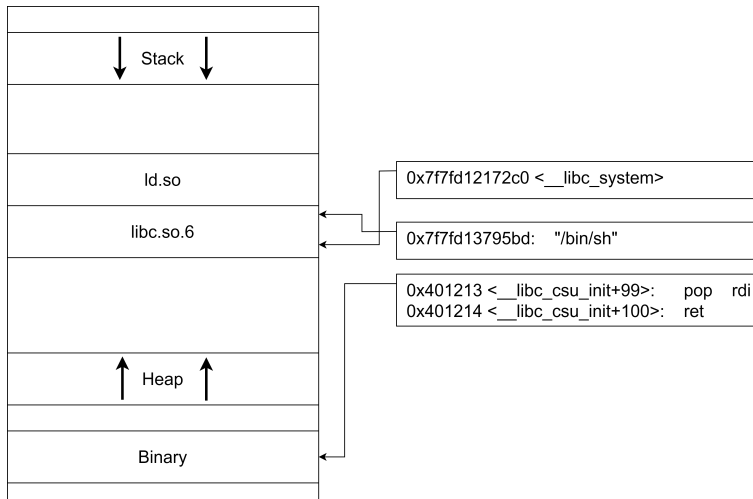 Stack
ld.so
libc.so.6
Heap
Binary
0x7f7fd12172c0 <__libc_system>
0x7f7fd13795bd: "/bin/sh"
0x401213 <__libc_csu_init+99>: pop rdi
0x401214 <__libc_csu_init+100>: ret